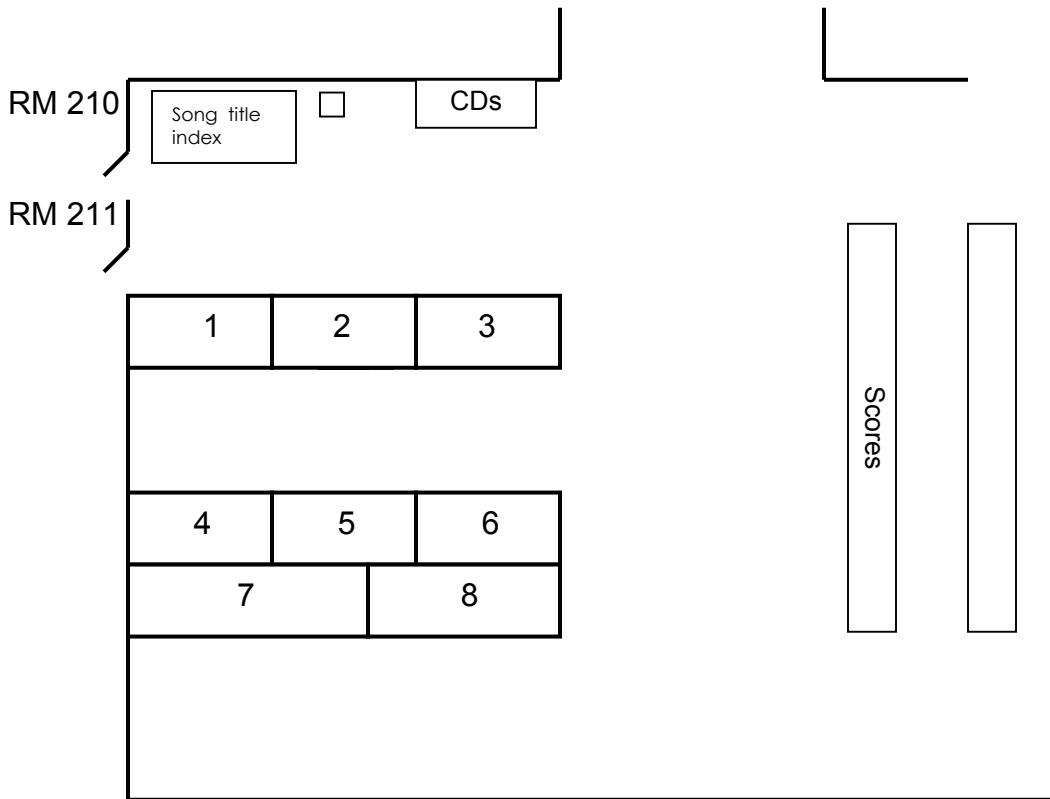 RM 210
Song title
index
CDs
RM 211
1 2 3
Scores
4 5 6
7 8